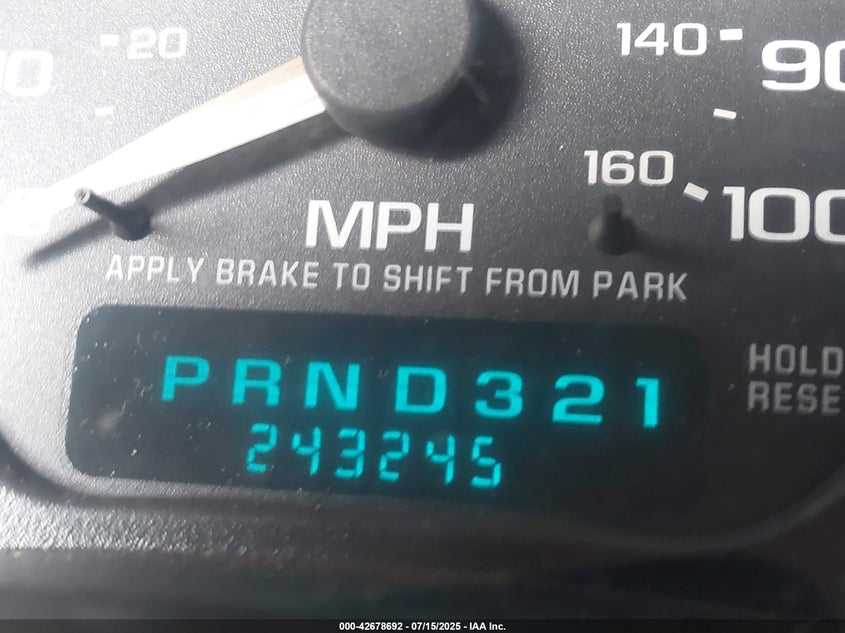 20
140
90
160
100
MPH
APPLY BRAKE TO SHIFT FROM PARK
PRND321
243245
HOLD
RESE
000-42678692 - 07/15/2025 - IAA Inc.